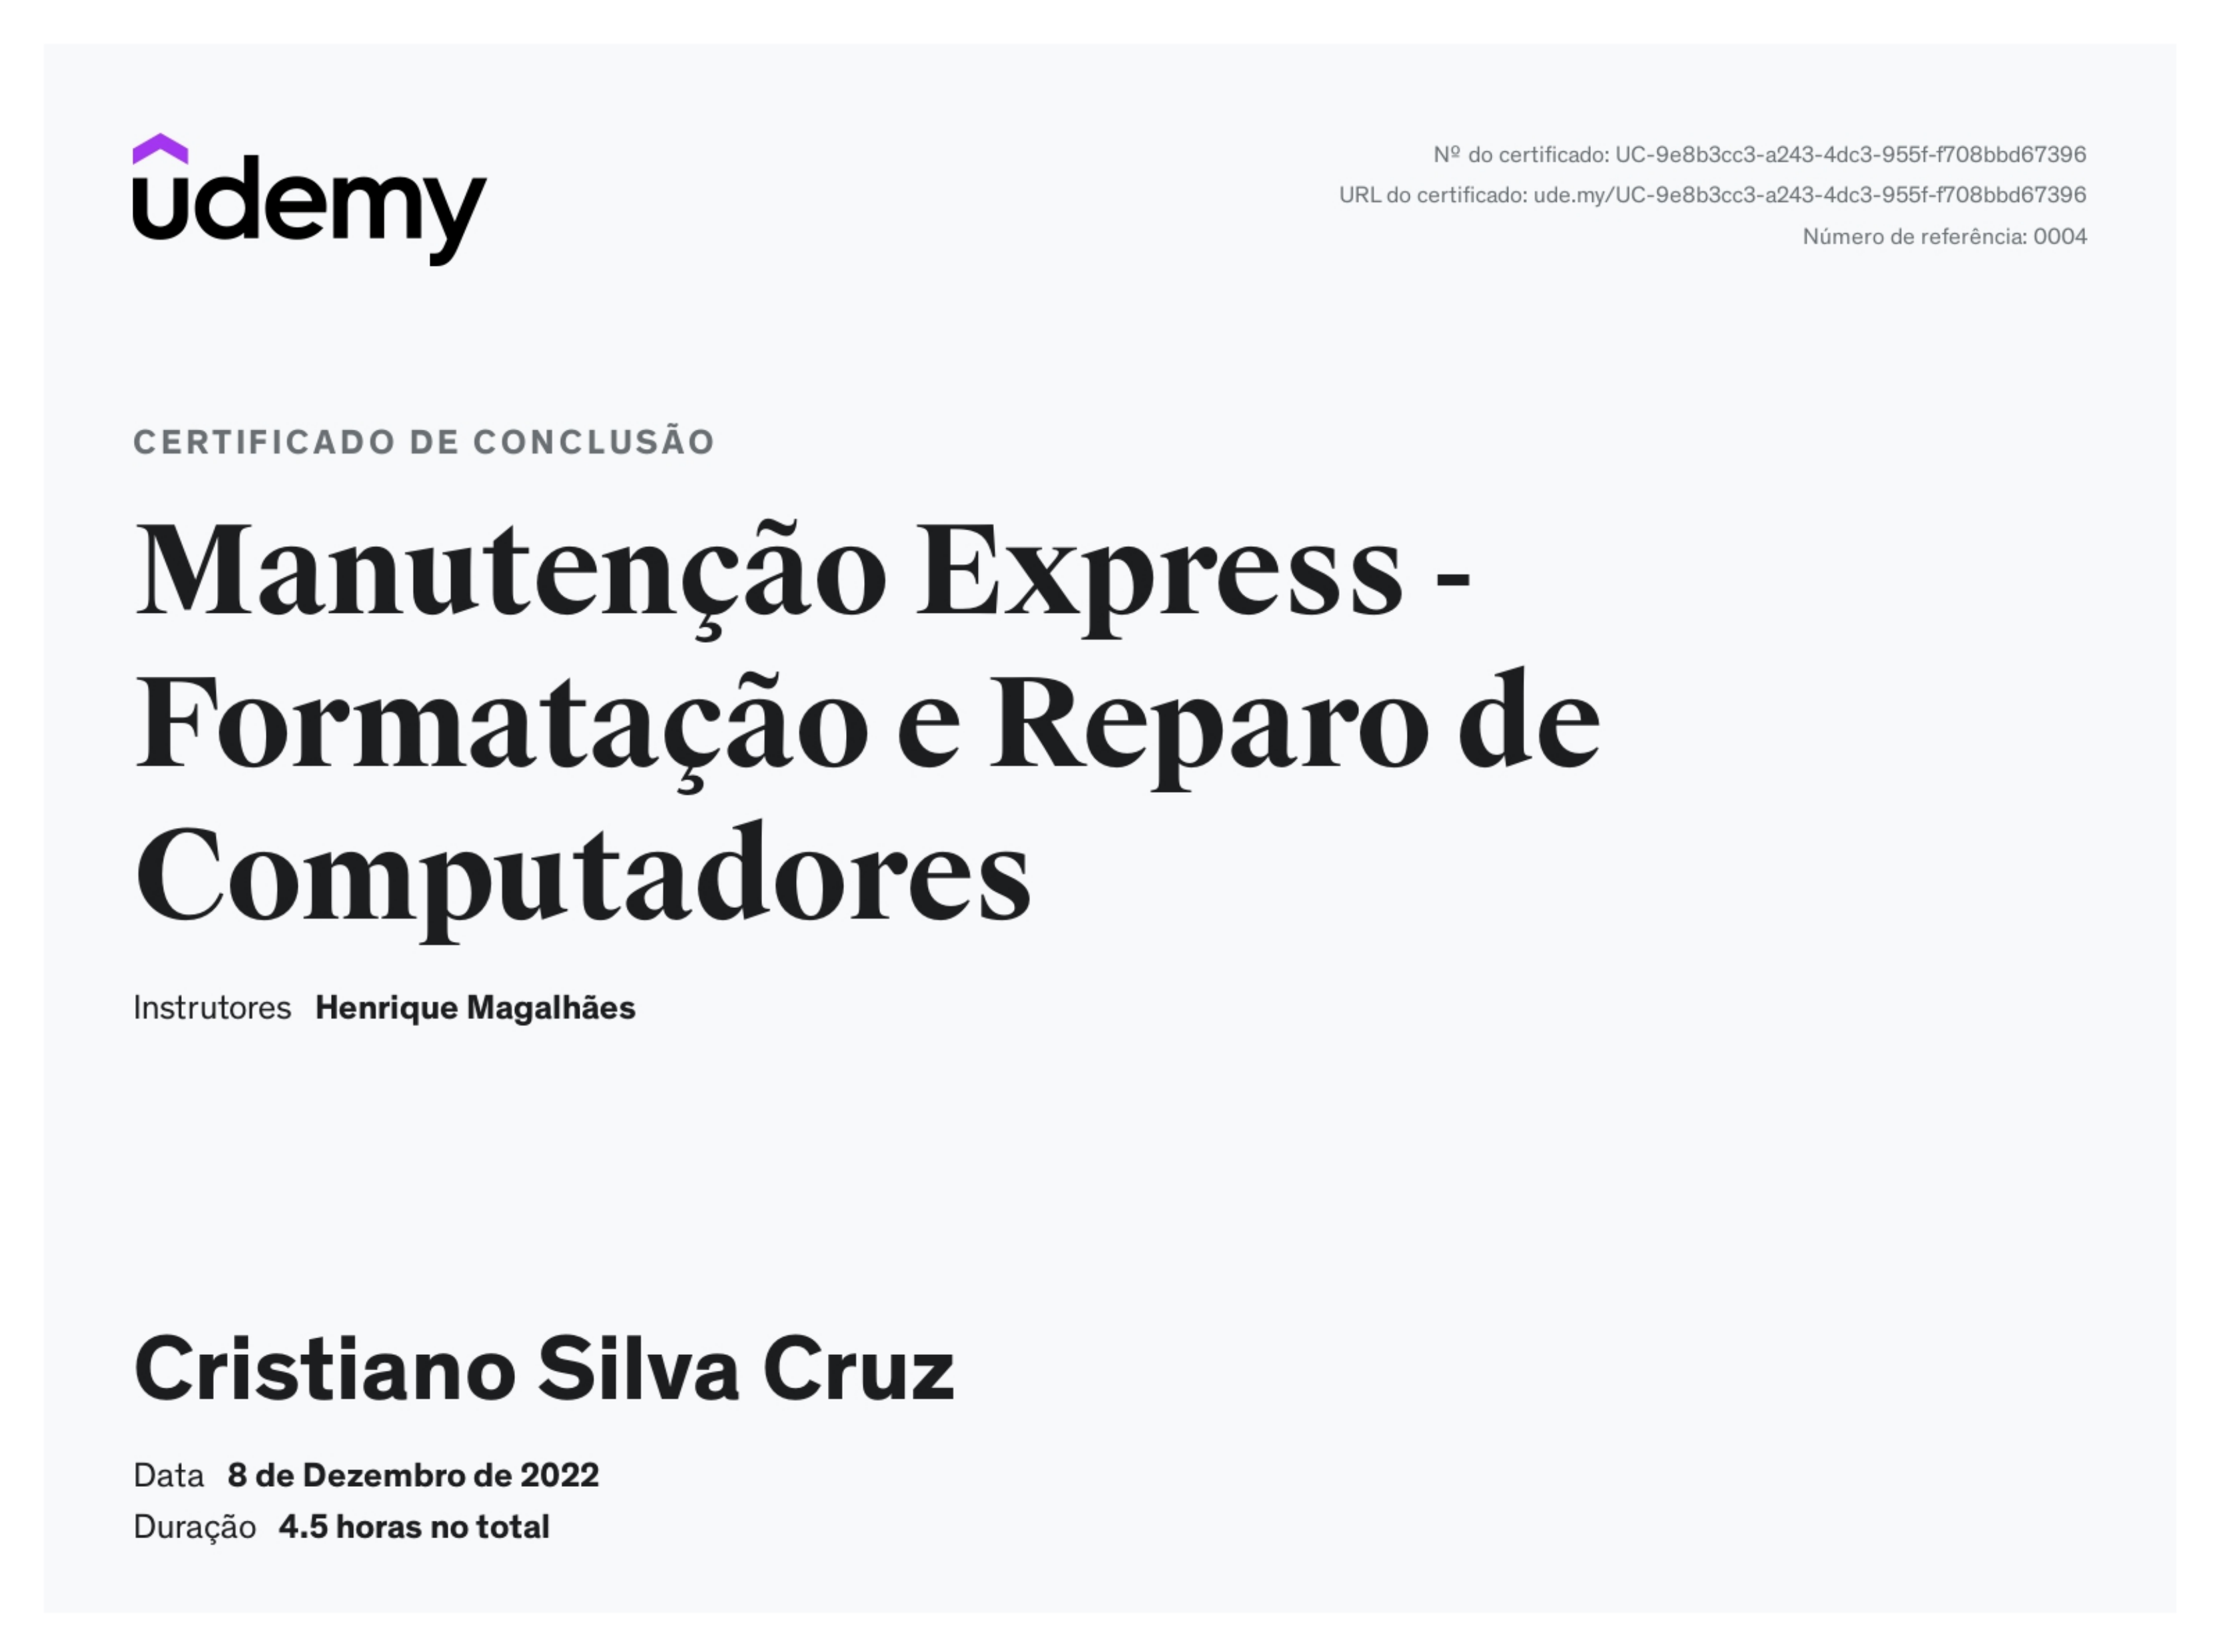 udemy
Nº do certificado: UC-9e8b3cc3-a243-4dc3-955f-f708bbd67396
URL do certificado: ude.my/UC-9e8b3cc3-a243-4dc3-955f-f708bbd67396
Número de referência: 0004
CERTIFICADO DE CONCLUSÃO
Manutenção Express -
Formatação e Reparo de
Computadores
Instrutores Henrique Magalhães
Cristiano Silva Cruz
Data 8 de Dezembro de 2022
Duração 4.5 horas no total